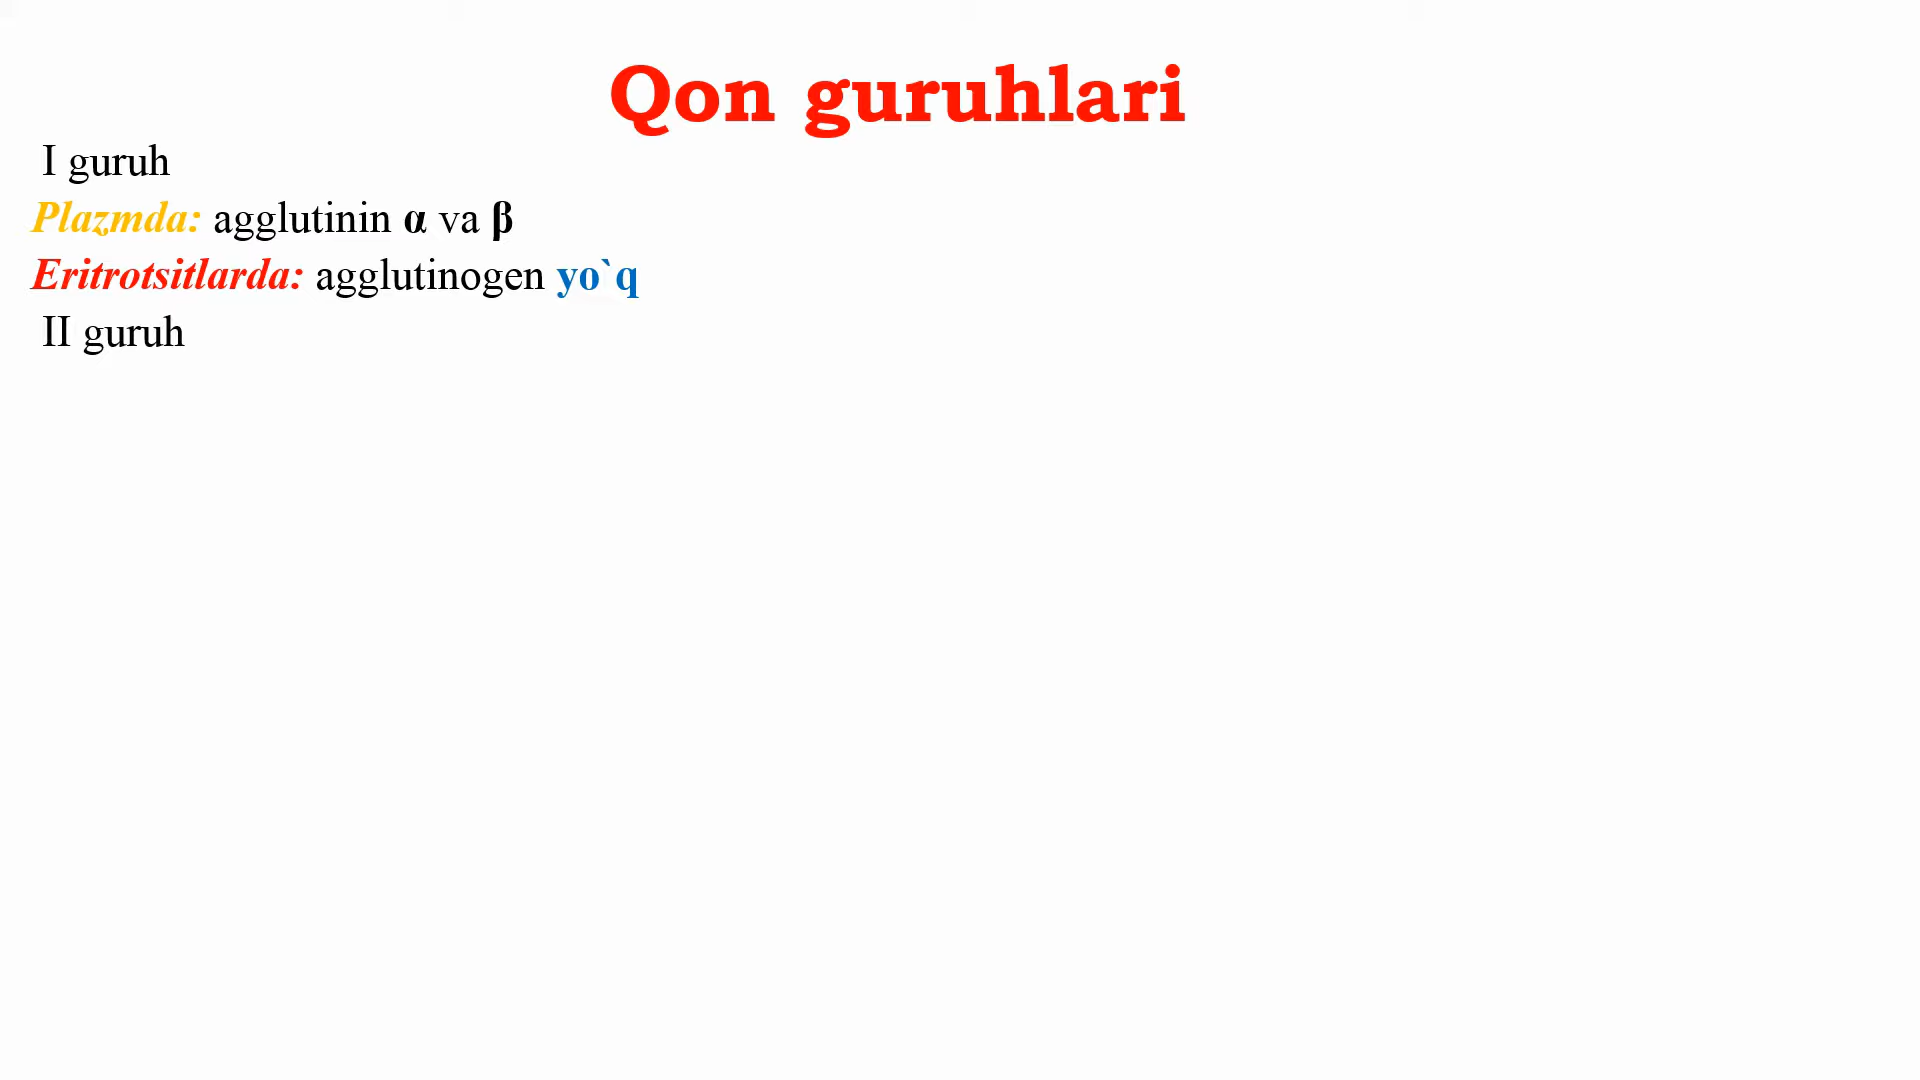 Qon guruhlari
I guruh
Plazmda: agglutinin α va β
Eritrotsitlarda: agglutinogen yo`q
II guruh